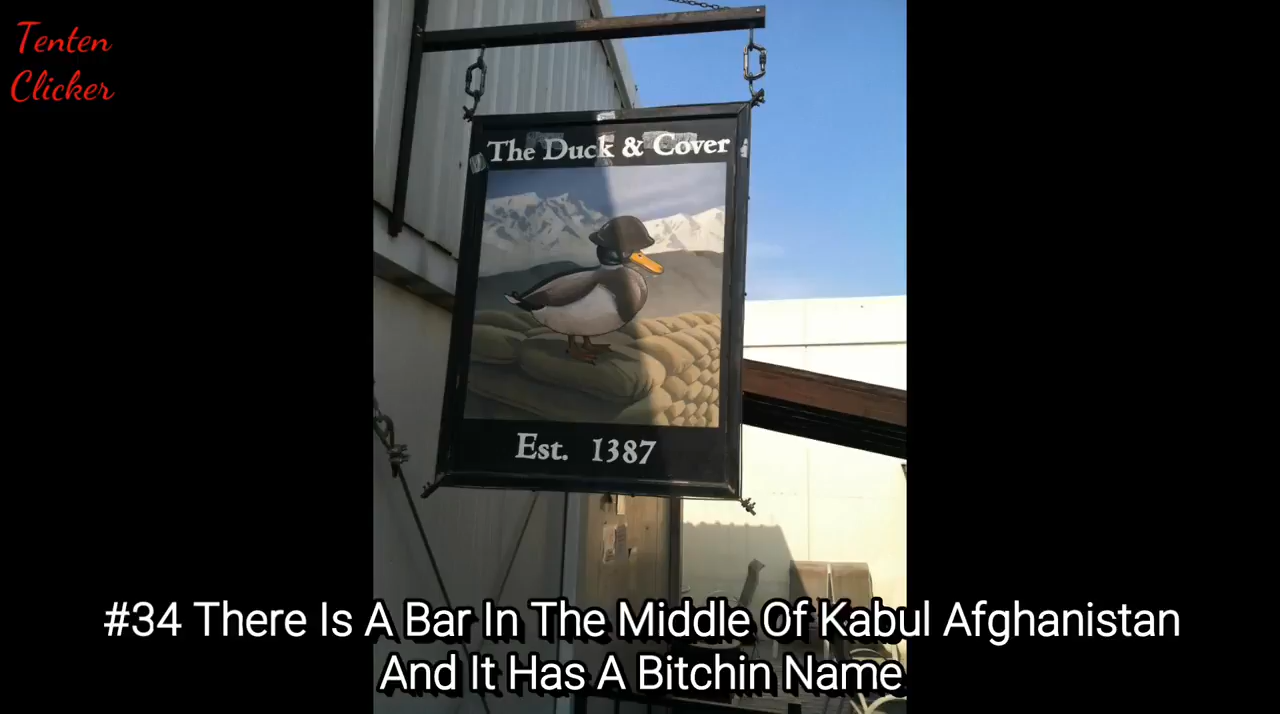 Tenten
Clicker
The Duck & Cover
Est. 1387
#34 There Is A Bar In The Middle Of Kabul Afghanistan
And It Has A Bitchin Name